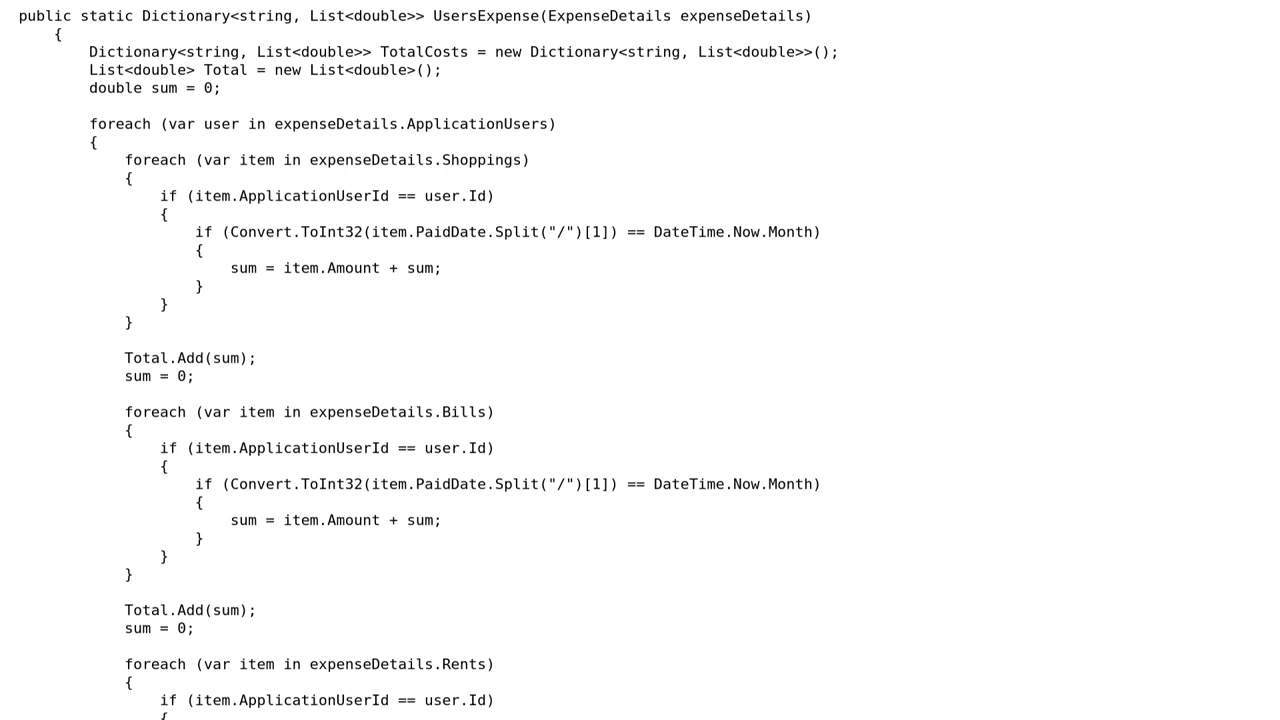 public static Dictionary<string, List<double>> UsersExpense(ExpenseDetails expenseDetails)
    {
        Dictionary<string, List<double>> TotalCosts = new Dictionary<string, List<double>>();
        List<double> Total = new List<double>();
        double sum = 0;

        foreach (var user in expenseDetails.ApplicationUsers)
        {
            foreach (var item in expenseDetails.Shoppings)
            {
                if (item.ApplicationUserId == user.Id)
                {
                    if (Convert.ToInt32(item.PaidDate.Split("/")[1]) == DateTime.Now.Month)
                    {
                        sum = item.Amount + sum;
                    }
                }
            }

            Total.Add(sum);
            sum = 0;

            foreach (var item in expenseDetails.Bills)
            {
                if (item.ApplicationUserId == user.Id)
                {
                    if (Convert.ToInt32(item.PaidDate.Split("/")[1]) == DateTime.Now.Month)
                    {
                        sum = item.Amount + sum;
                    }
                }
            }

            Total.Add(sum);
            sum = 0;

            foreach (var item in expenseDetails.Rents)
            {
                if (item.ApplicationUserId == user.Id)
                {